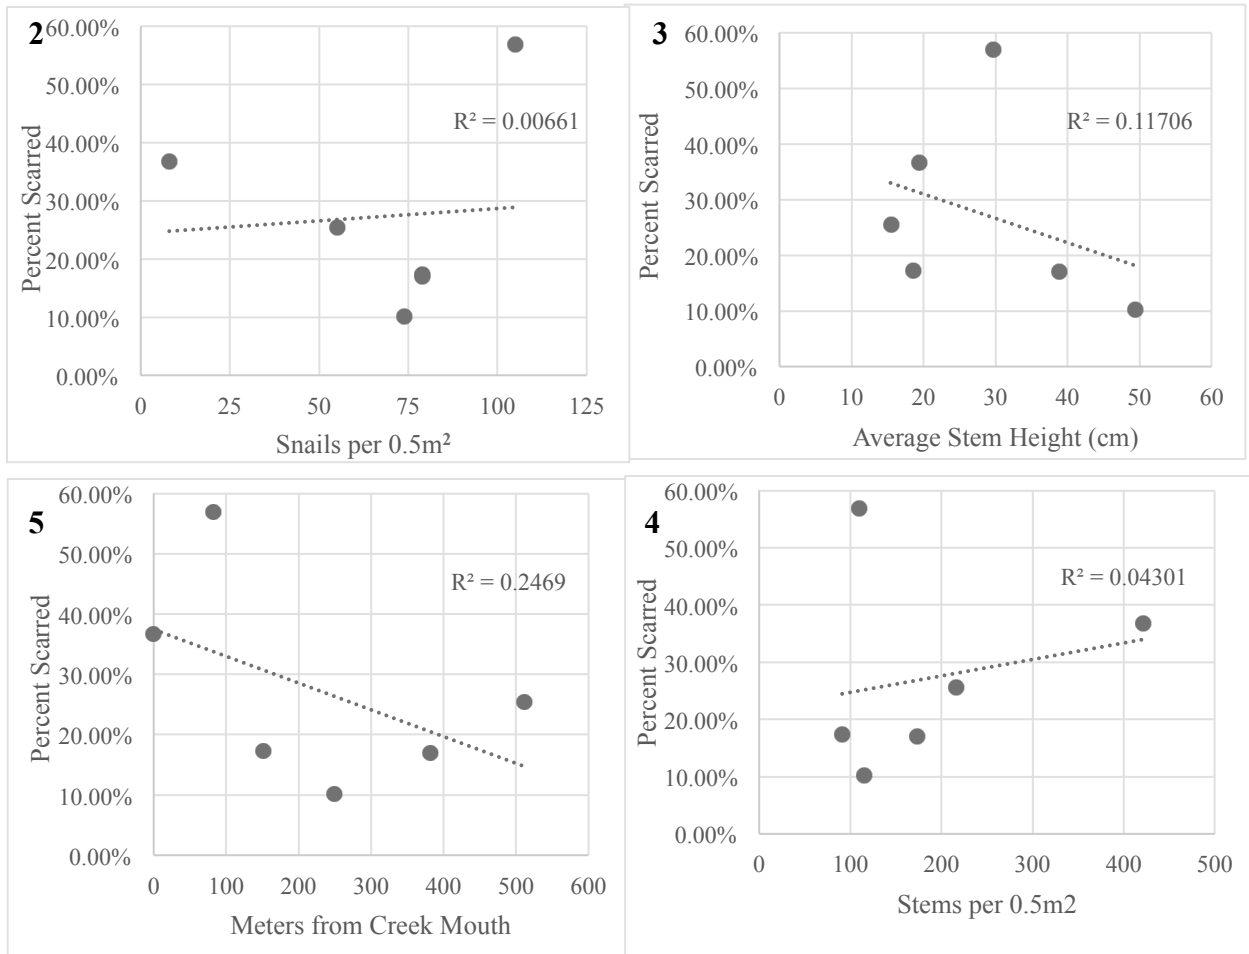 2
60.00%
50.00%
40.00%
30.00%
20.00%
10.00%
0.00%
Percent Scarred
R² = 0.00661
0 25 50 75 100 125
Snails per 0.5m²
3
60.00%
50.00%
40.00%
30.00%
20.00%
10.00%
0.00%
Percent Scarred
R² = 0.11706
0 10 20 30 40 50 60
Average Stem Height (cm)
5
60.00%
50.00%
40.00%
30.00%
20.00%
10.00%
0.00%
Percent Scarred
R² = 0.2469
0 100 200 300 400 500 600
Meters from Creek Mouth
4
60.00%
50.00%
40.00%
30.00%
20.00%
10.00%
0.00%
Percent Scarred
R² = 0.04301
0 100 200 300 400 500
Stems per 0.5m2